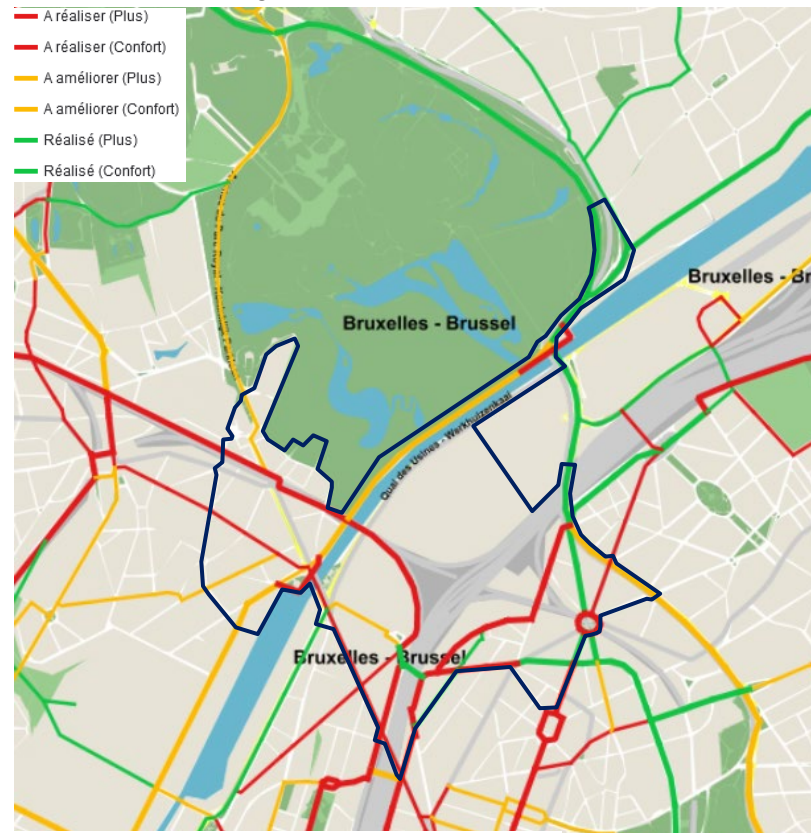 A réaliser (Plus)
A réaliser (Confort)
A améliorer (Plus)
A améliorer (Confort)
Réalisé (Plus)
Réalisé (Confort)
Bruxelles - Br
Bruxelles - Brussel
Quai des Usines - Werkhuizenkaai
Bruxelles - Brussel